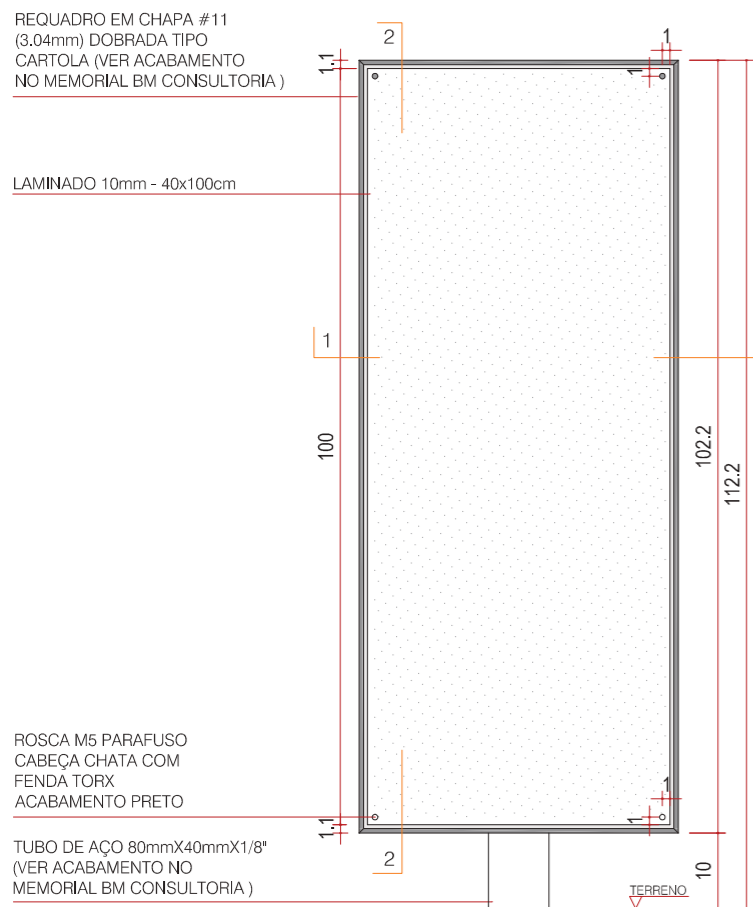 REQUADRO EM CHAPA #11
(3.04mm) DOBRADA TIPO
CARTOLA (VER ACABAMENTO
NO MEMORIAL BM CONSULTORIA )
LAMINADO 10mm - 40x100cm
ROSCA M5 PARAFUSO
CABEÇA CHATA COM
FENDA TORX
ACABAMENTO PRETO
TUBO DE AÇO 80mmX40mmX1/8"
(VER ACABAMENTO NO
MEMORIAL BM CONSULTORIA )
2
1
1.1
1
1
100
102.2
112.2
1
1
1.1
2
10
TERRENO